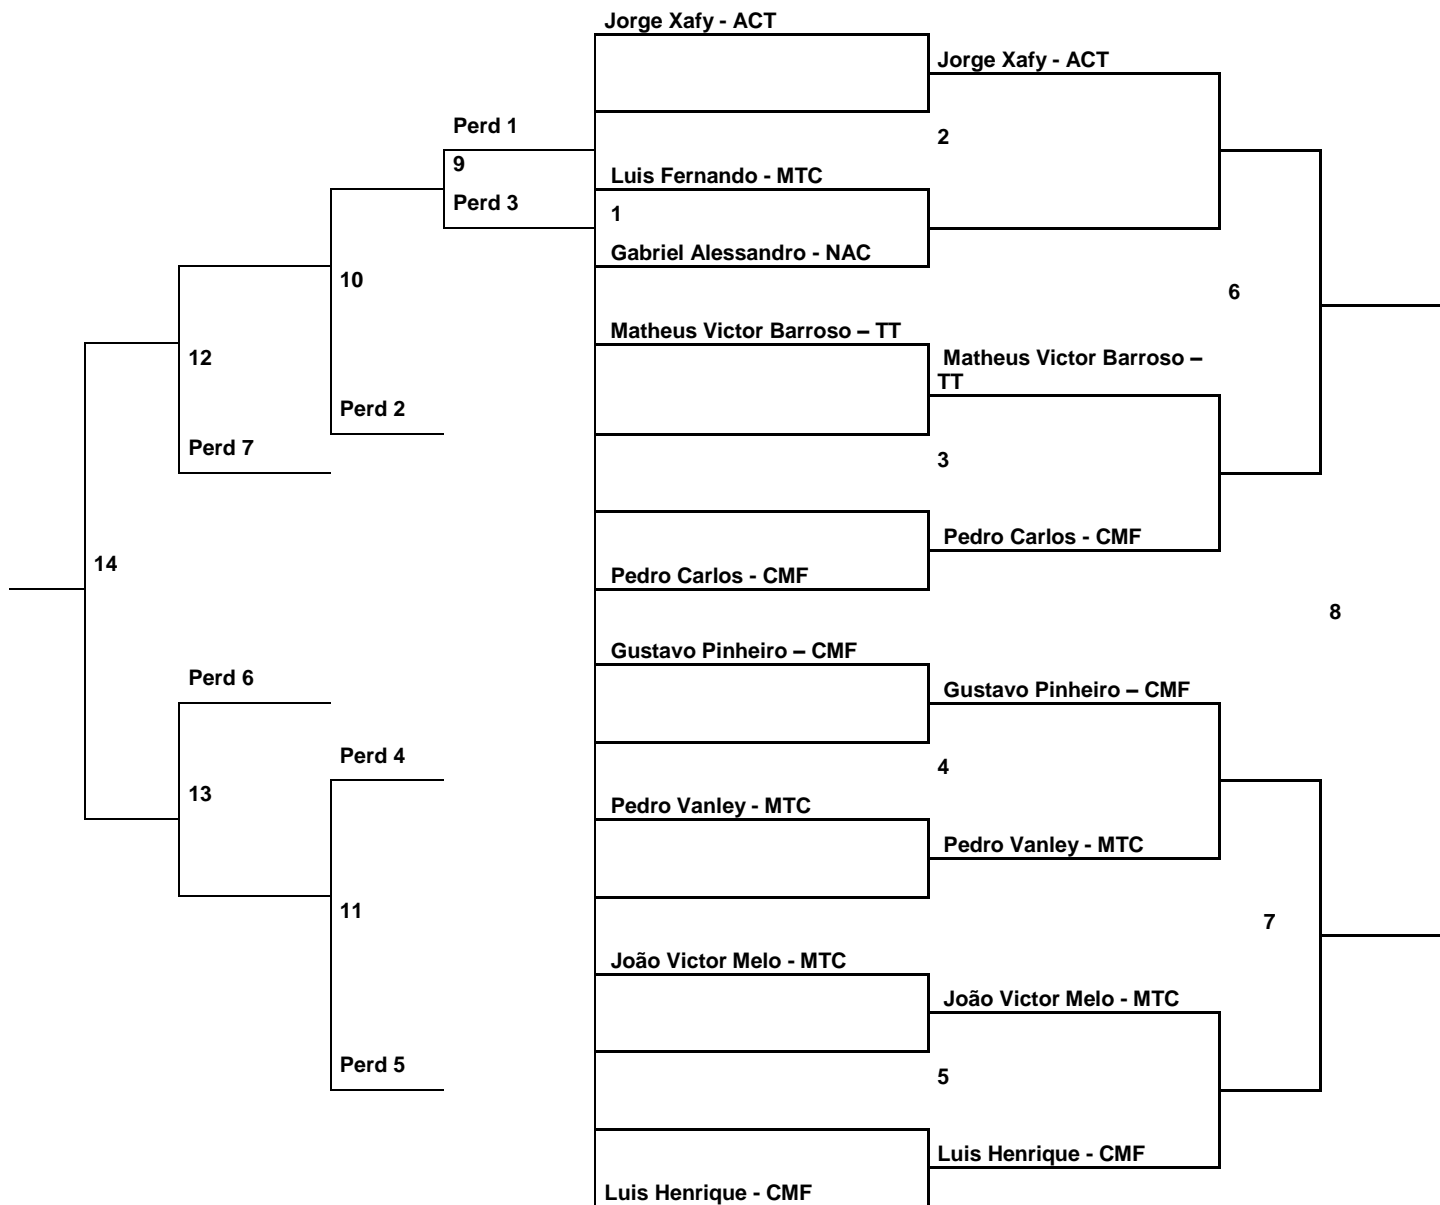 Jorge Xafy - ACT
Jorge Xafy - ACT
Perd 1
2
9
Luis Fernando - MTC
Perd 3
1
Gabriel Alessandro - NAC
10
6
Matheus Victor Barroso – TT
12
Matheus Victor Barroso –
TT
Perd 2
Perd 7
3
Pedro Carlos - CMF
14
Pedro Carlos - CMF
8
Gustavo Pinheiro – CMF
Perd 6
Gustavo Pinheiro – CMF
Perd 4
4
13
Pedro Vanley - MTC
Pedro Vanley - MTC
11
7
João Victor Melo - MTC
João Victor Melo - MTC
Perd 5
5
Luis Henrique - CMF
Luis Henrique - CMF